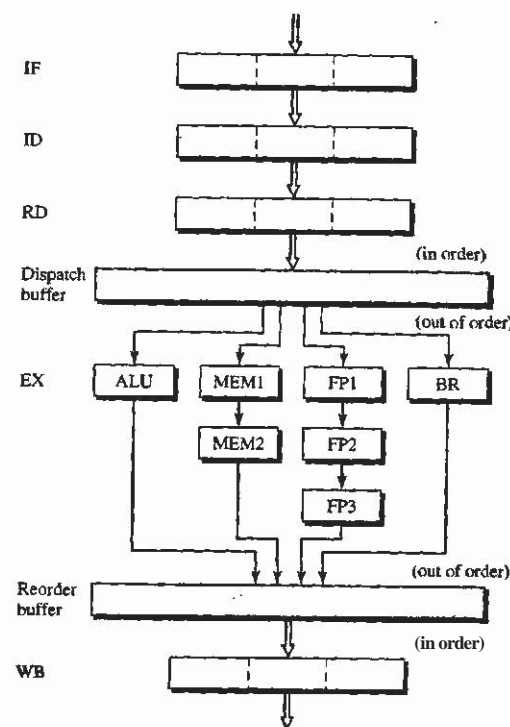 IF
ID
RD
(in order)
Dispatch
buffer
(out of order)
EX
ALU
MEM1
FP1
BR
MEM2
FP2
FP3
(out of order)
Reorder
buffer
(in order)
WB